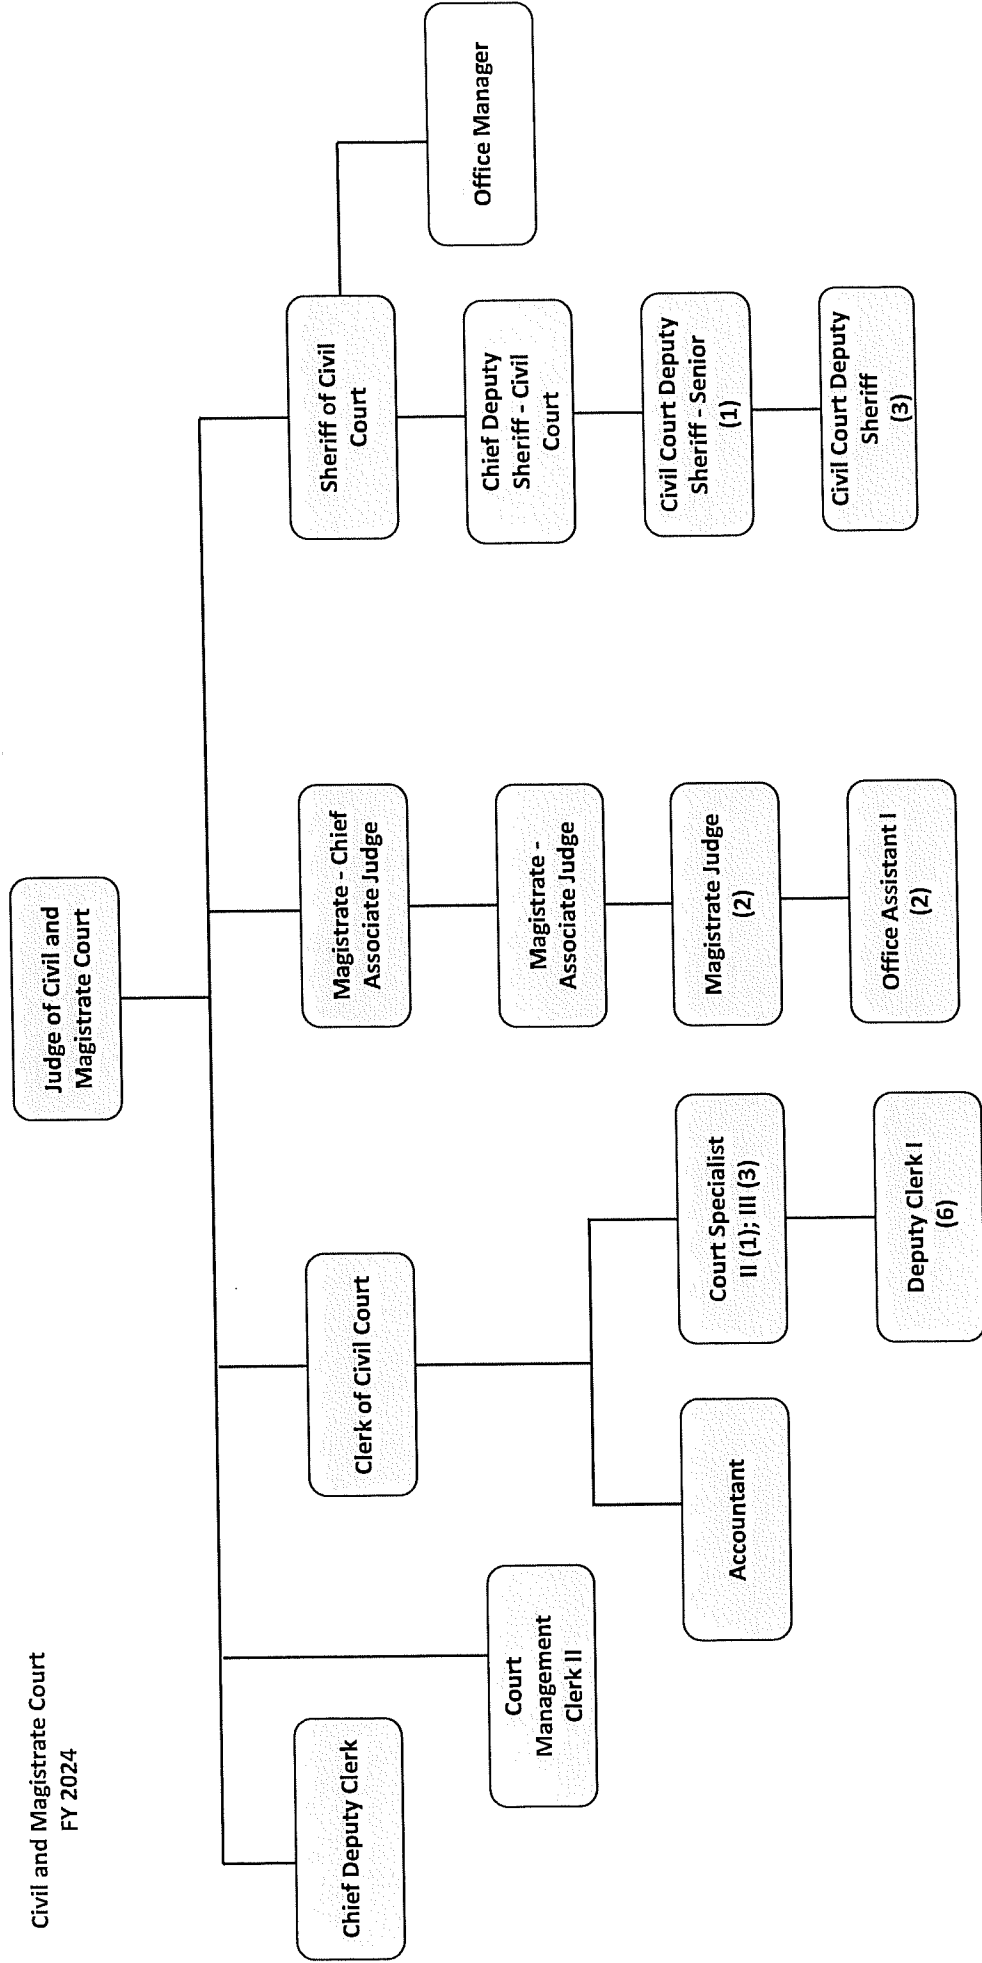 Civil and Magistrate Court
FY 2024
Judge of Civil and
Magistrate Court
Chief Deputy Clerk
Court
Management
Clerk II
Clerk of Civil Court
Accountant
Court Specialist
II (1); III (3)
Deputy Clerk I
(6)
Magistrate - Chief
Associate Judge
Magistrate -
Associate Judge
Magistrate Judge
(2)
Office Assistant I
(2)
Sheriff of Civil
Court
Office Manager
Chief Deputy
Sheriff - Civil
Court
Civil Court Deputy
Sheriff - Senior
(1)
Civil Court Deputy
Sheriff
(3)